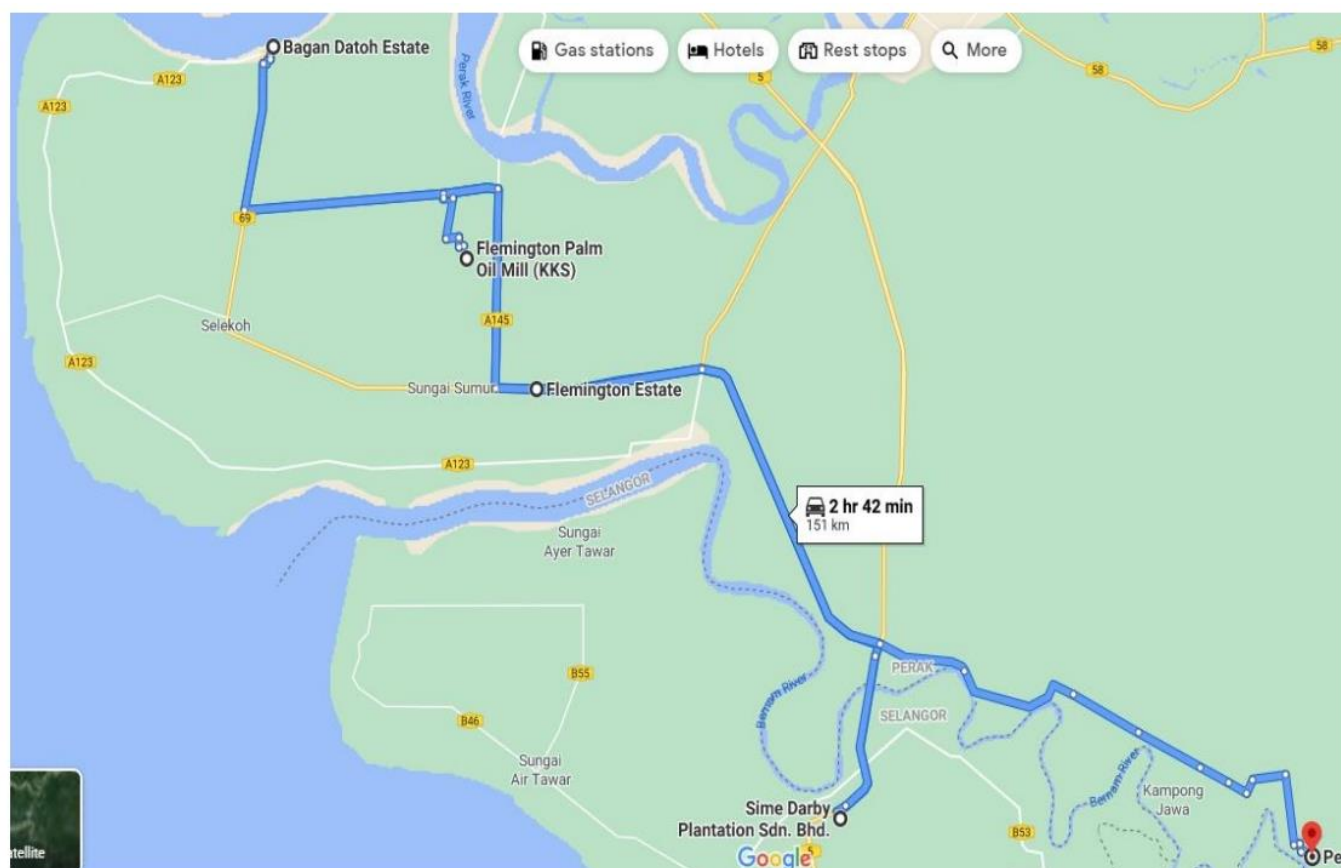 Bagan Datoh Estate
Gas stations
Hotels
Rest stops
More
A123
A123
Perak River
5
58
58
69
Flemington Palm
Oil Mill (KKS)
Selekoh
A145
A123
Sungai Sumur
Flemington Estate
A123
SELANGOR
2 hr 42 min
151 km
Sungai
Ayer Tawar
PERAK
B55
Bernam River
SELANGOR
B46
Sungai
Air Tawar
Bernam River
Kampong
Jawa
Sime Darby
Plantation Sdn. Bhd.
B53
5
Google
Pe